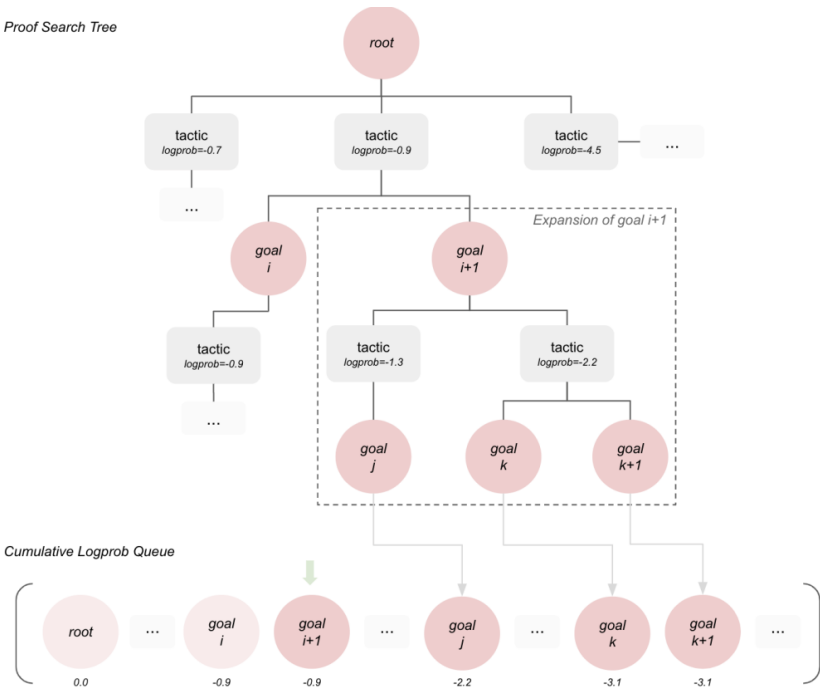 Proof Search Tree
root
tactic
logprob=-0.7
tactic
logprob=-0.9
tactic
logprob=-4.5
...
...
Expansion of goal i+1
goal
i
goal
i+1
tactic
logprob=-0.9
tactic
logprob=-1.3
tactic
logprob=-2.2
...
goal
j
goal
k
goal
k+1
Cumulative Logprob Queue
root
...
goal
i
goal
i+1
...
goal
j
...
goal
k
goal
k+1
...
0.0
-0.9
-0.9
-2.2
-3.1
-3.1